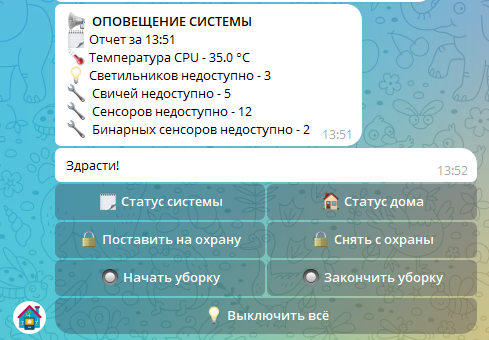 ОПОВЕЩЕНИЕ СИСТЕМЫ
Отчет за 13:51
Температура CPU - 35.0 °C
Светильников недоступно - 3
Свичей недоступно - 5
Сенсоров недоступно - 12
Бинарных сенсоров недоступно - 2 13:51
Здрасти! 13:52
Статус системы
Статус дома
Поставить на охрану
Снять с охраны
Начать уборку
Закончить уборку
Выключить всё